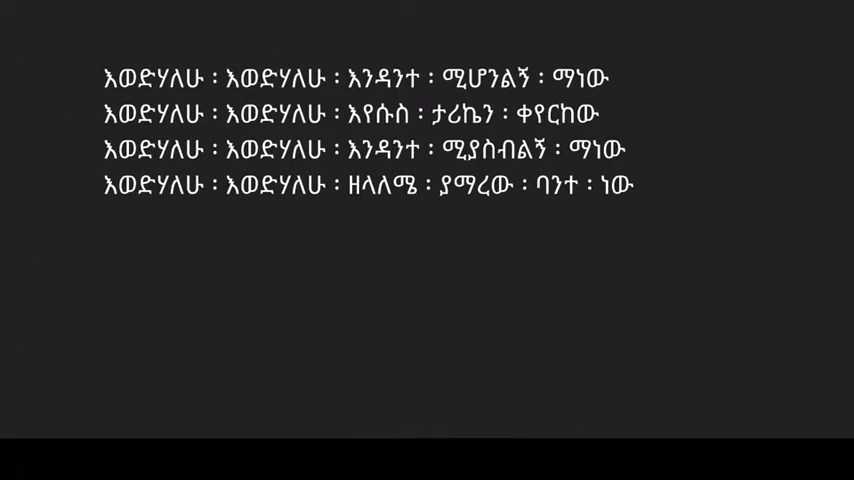 እወድሃለሁ ፡ እወድሃለሁ ፡ እንዳንተ ፡ ሚሆንልኝ ፡ ማነው
እወድሃለሁ ፡ እወድሃለሁ ፡ እየሱስ ፡ ታሪኬን ፡ ቀየርከው
እወድሃለሁ ፡ እወድሃለሁ ፡ እንዳንተ ፡ ሚያስብልኝ ፡ ማነው
እወድሃለሁ ፡ እወድሃለሁ ፡ ዘላለሜ ፡ ያማረው ፡ ባንተ ፡ ነው